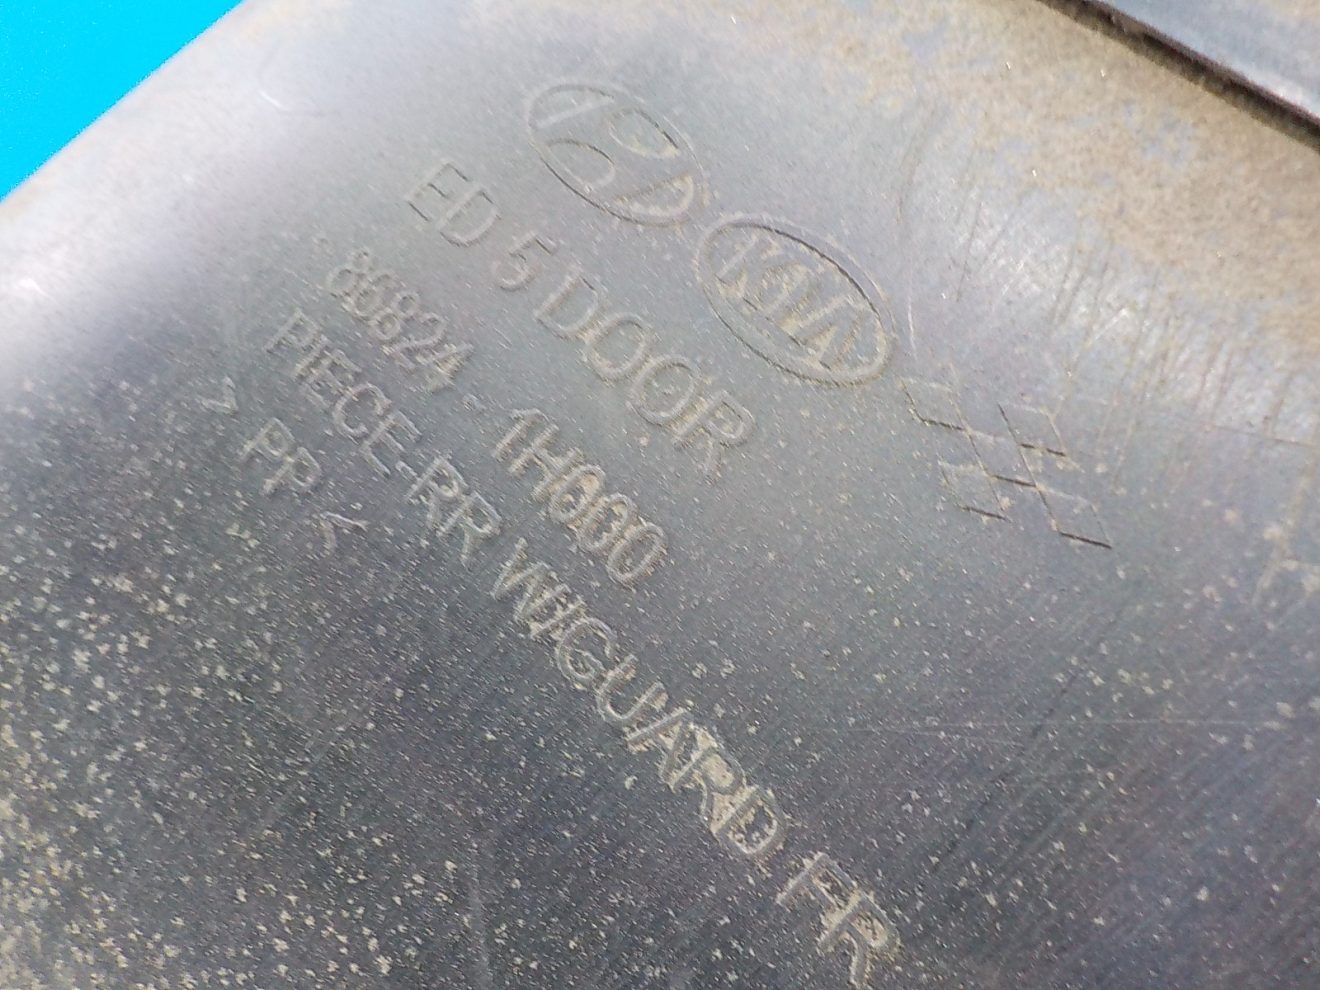 KIA
ED 5 DOOR
86824-1H000
PIECE-RR W/GUARD FR
> PP <